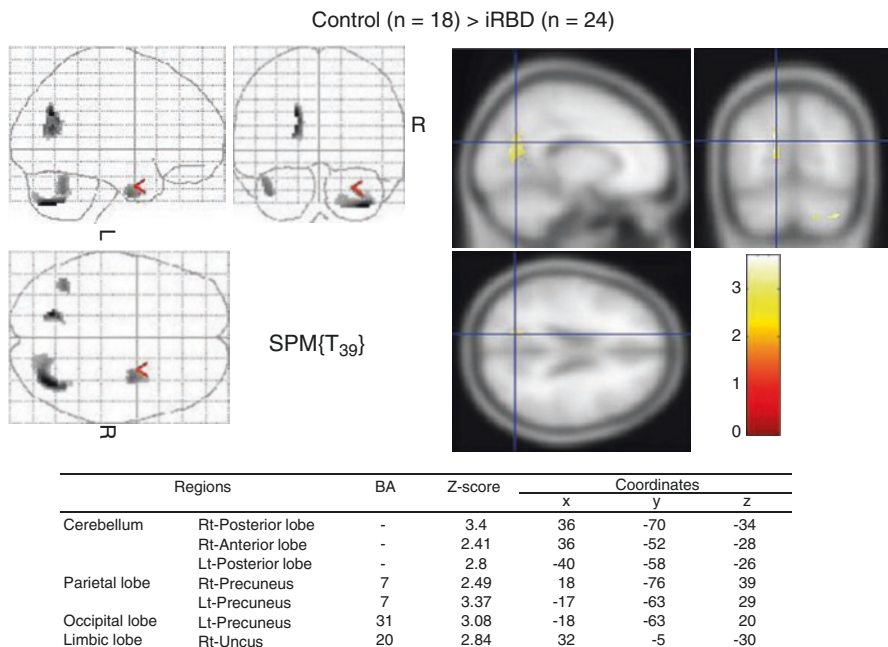 Control (n = 18) > iRBD (n = 24)
R
L
R
SPM{T39}
3
2
1
0
Regions BA Z-score Coordinates
x y z
Cerebellum Rt-Posterior lobe - 3.4 36 -70 -34
Rt-Anterior lobe - 2.41 36 -52 -28
Lt-Posterior lobe - 2.8 -40 -58 -26
Parietal lobe Rt-Precuneus 7 2.49 18 -76 39
Lt-Precuneus 7 3.37 -17 -63 29
Occipital lobe Lt-Precuneus 31 3.08 -18 -63 20
Limbic lobe Rt-Uncus 20 2.84 32 -5 -30